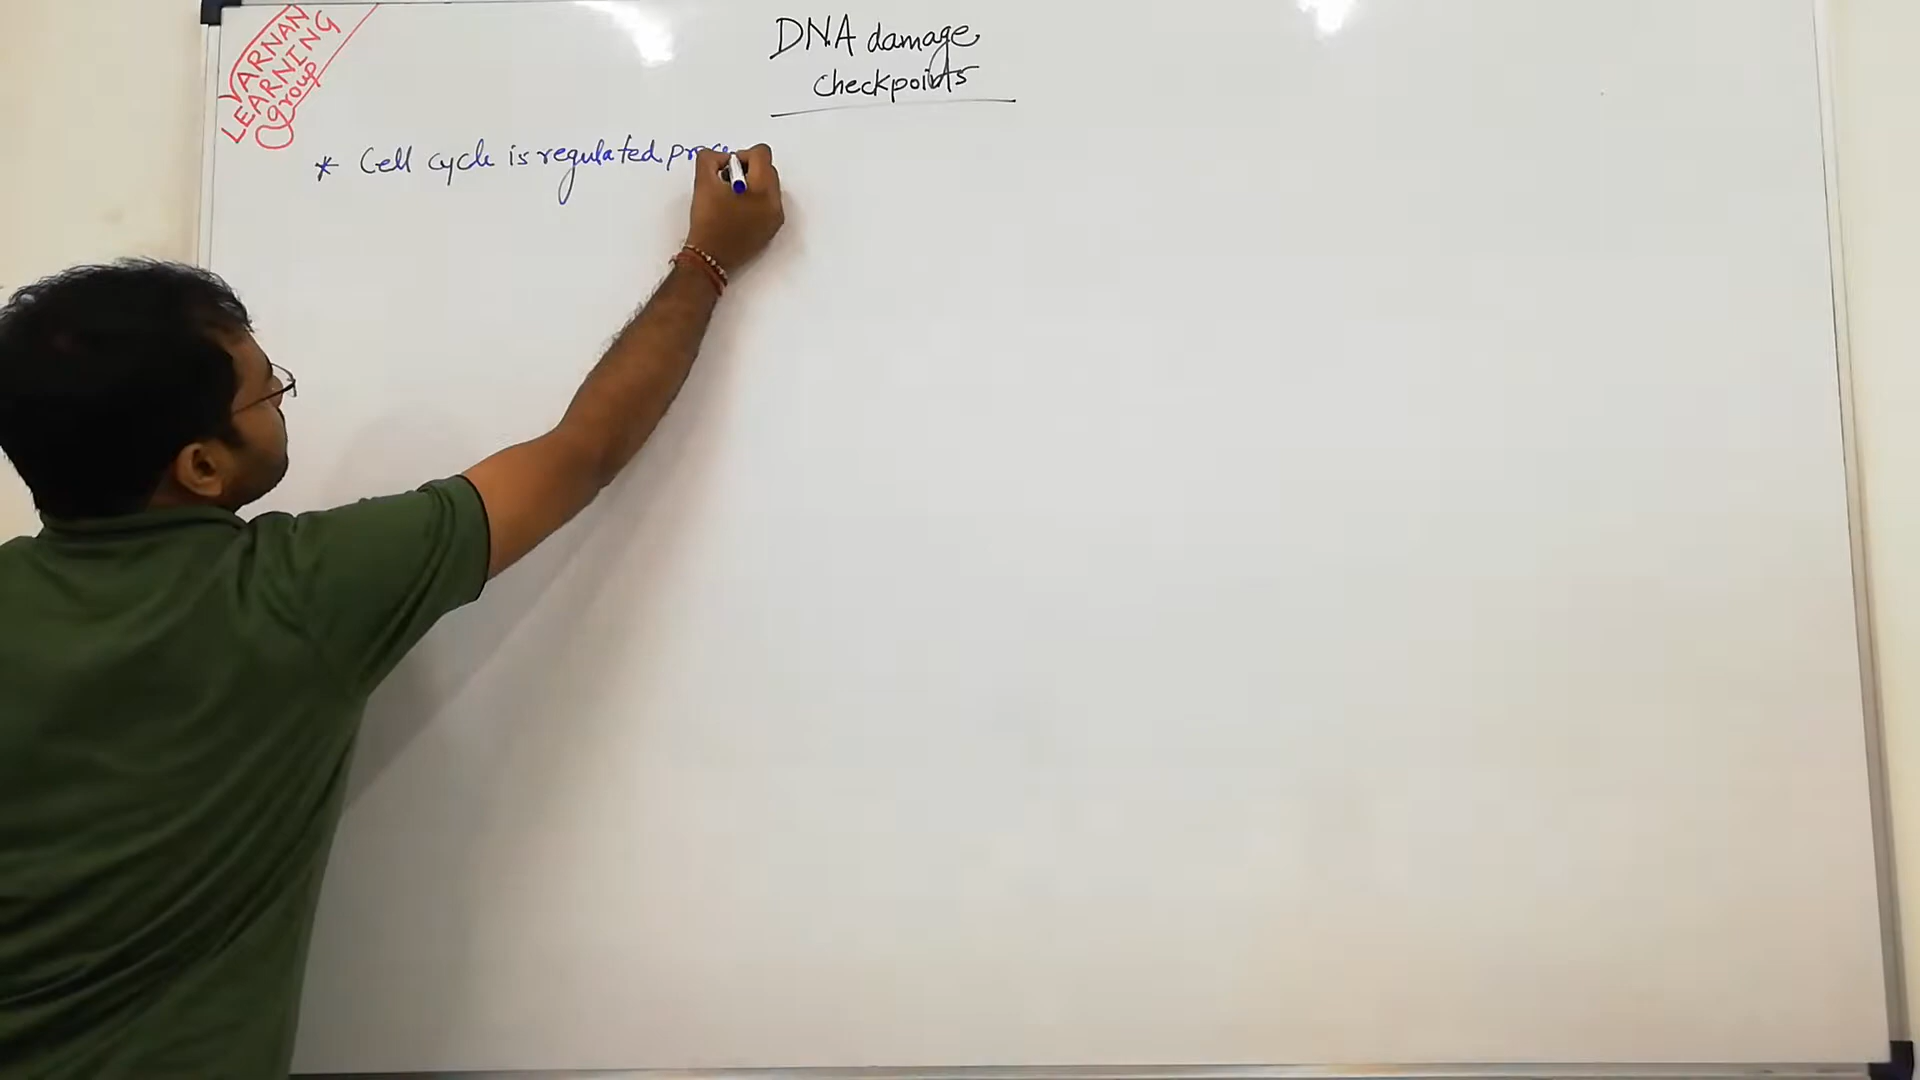 DNA damage
checkpoints
VARNAN
LEARNING
group
* Cell cycle is regulated